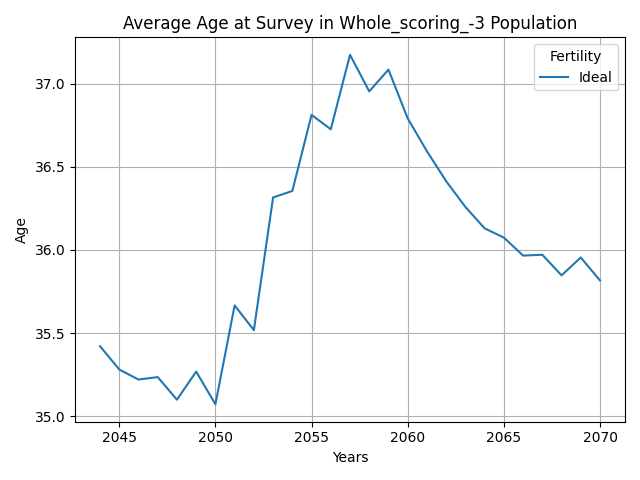 Average Age at Survey in Whole_scoring_-3 Population
Fertility
Ideal
37.0
36.5
36.0
35.5
35.0
Age
2045 2050 2055 2060 2065 2070
Years